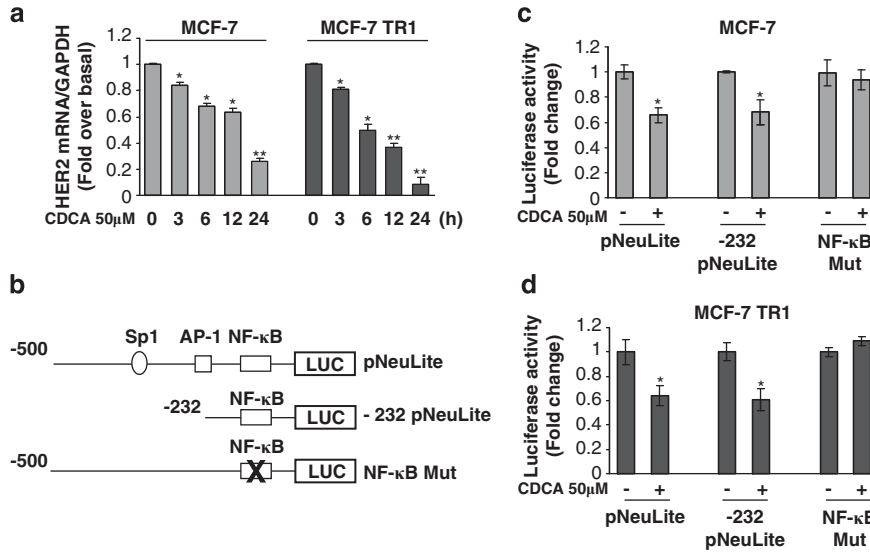 a
MCF-7
MCF-7 TR1
HER2 mRNA/GAPDH
(Fold over basal)
1.2
1
0.8
0.6
0.4
0.2
0
* * * **
* * ** **
CDCA 50μM 0 3 6 12 24 0 3 6 12 24 (h)
b
Sp1 AP-1 NF-κB
-500 LUC pNeuLite
NF-κB
-232 LUC - 232 pNeuLite
NF-κB
-500 X LUC NF-κB Mut
c
MCF-7
Luciferase activity
(Fold change)
1.2
1
0.8
0.6
0.4
0.2
0
* *
CDCA 50μM - + - + - +
pNeuLite -232 NF-κB
pNeuLite Mut
d
MCF-7 TR1
Luciferase activity
(Fold change)
1.2
1
0.8
0.6
0.4
0.2
0
* *
CDCA 50μM - + - + - +
pNeuLite -232 NF-κB
pNeuLite Mut